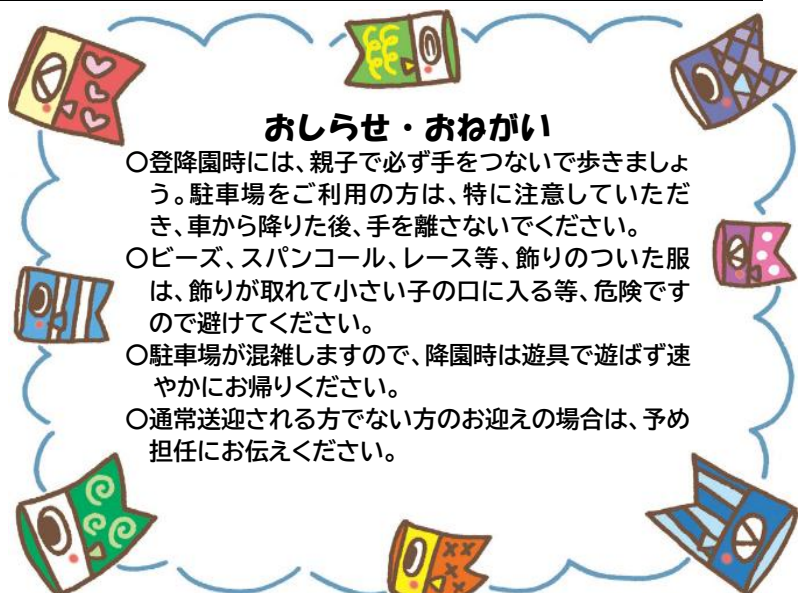 おしらせ・おねがい
○登降園時には、親子で必ず手をつないで歩きましょ
う。駐車場をご利用の方は、特に注意していただ
き、車から降りた後、手を離さないでください。
○ビーズ、スパンコール、レース等、飾りのついた服
は、飾りが取れて小さい子の口に入る等、危険です
ので避けてください。
○駐車場が混雑しますので、降園時は遊具で遊ばず速
やかにお帰りください。
○通常送迎される方でない方のお迎えの場合は、予め
担任にお伝えください。